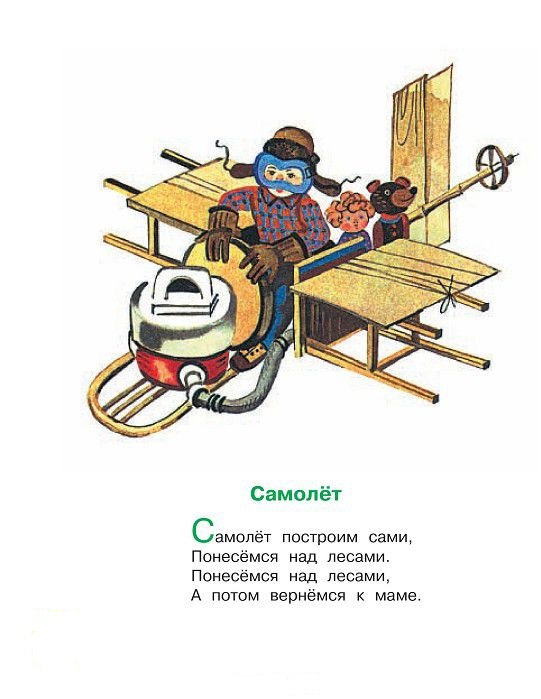 Самолёт
Самолёт построим сами,
Понесёмся над лесами.
Понесёмся над лесами,
А потом вернёмся к маме.